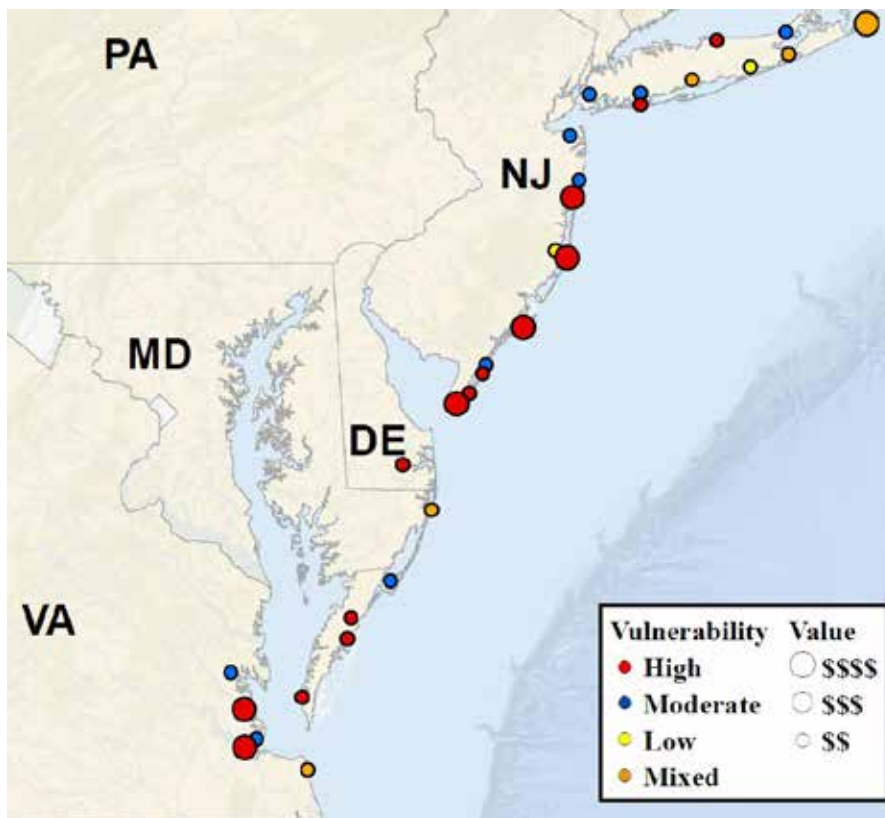 PA
NJ
MD
DE
VA
Vulnerability Value
High $$$$
Moderate $$$
Low $$
Mixed